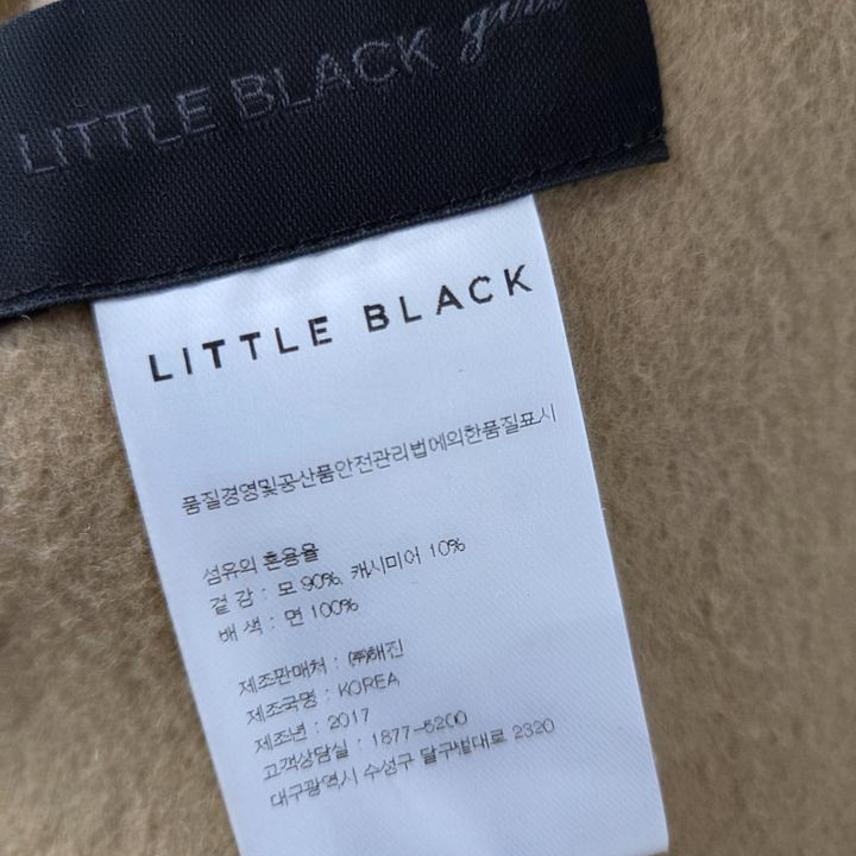 LITTLE BLACK
LITTLE BLACK
품질경영및공산품안전관리법에의한품질표시
섬유의 혼용율
겉 감 : 모 90%, 캐시미어 10%
배 색 : 면 100%
제조판매처 : ㈜해진
제조국명 : KOREA
제조년 : 2017
고객상담실 : 1877-5200
대구광역시 수성구 달구벌대로 2320